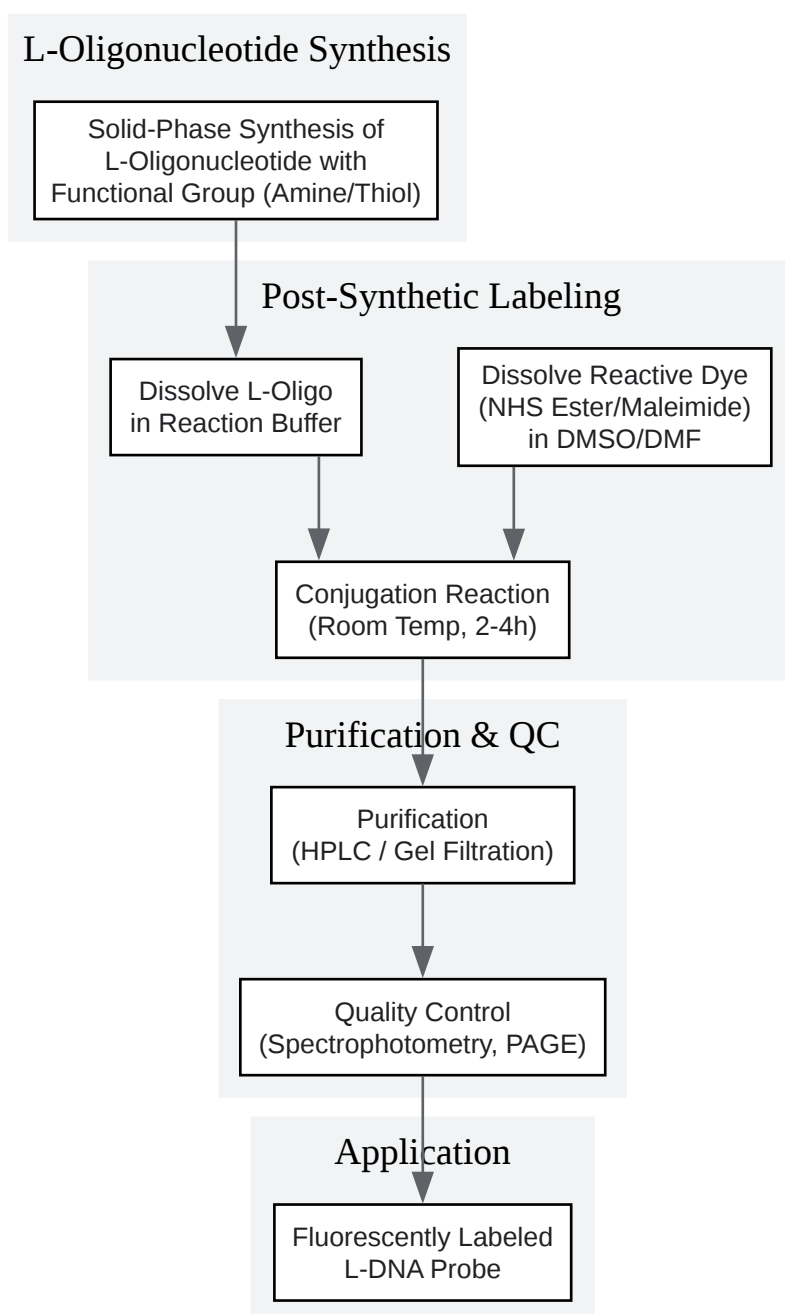 L-Oligonucleotide Synthesis
Solid-Phase Synthesis of
L-Oligonucleotide with
Functional Group (Amine/Thiol)
Post-Synthetic Labeling
Dissolve L-Oligo
in Reaction Buffer
Dissolve Reactive Dye
(NHS Ester/Maleimide)
in DMSO/DMF
Conjugation Reaction
(Room Temp, 2-4h)
Purification & QC
Purification
(HPLC / Gel Filtration)
Quality Control
(Spectrophotometry, PAGE)
Application
Fluorescently Labeled
L-DNA Probe